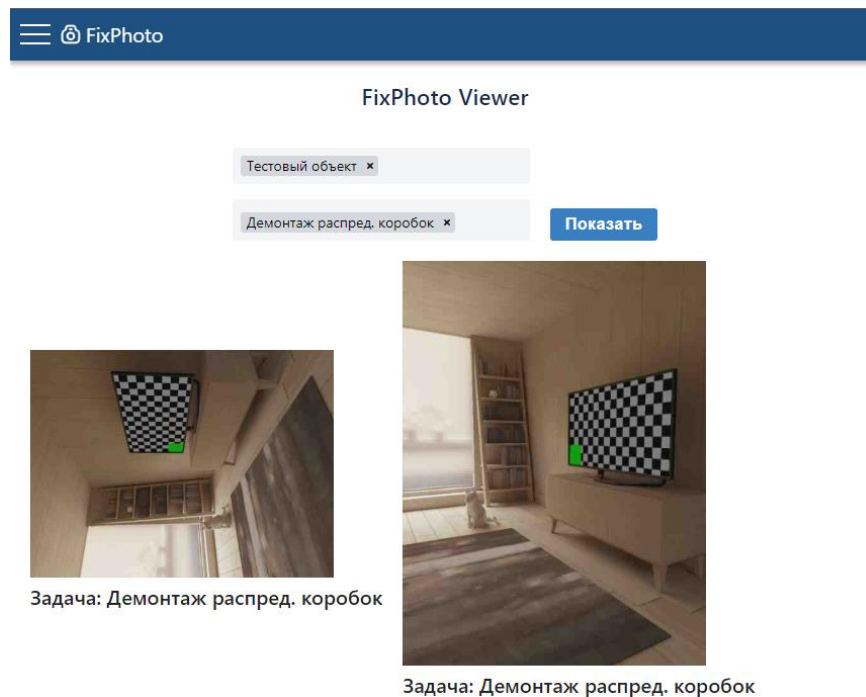 FixPhoto
FixPhoto Viewer
Тестовый объект ×
Демонтаж распред. коробок ×
Показать
Задача: Демонтаж распред. коробок
Задача: Демонтаж распред. коробок